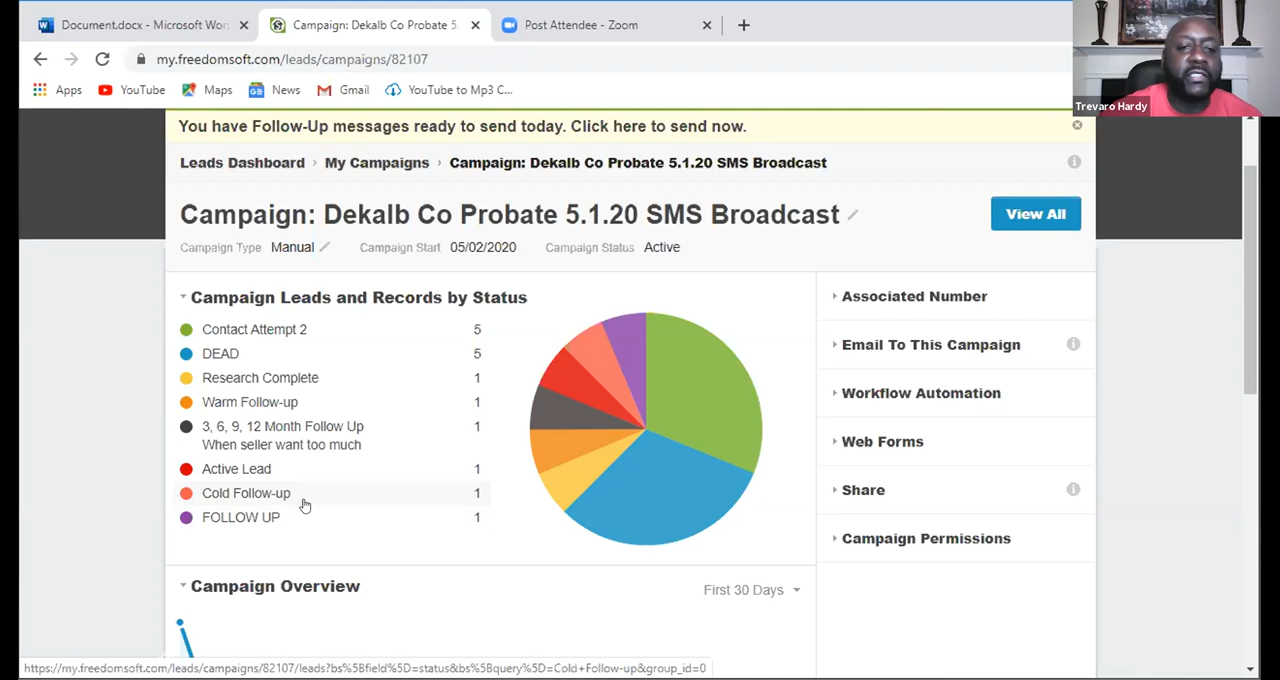 Document.docx - Microsoft Wor
Campaign: Dekalb Co Probate 5.
Post Attendee - Zoom
my.freedomsoft.com/leads/campaigns/82107
Apps YouTube Maps News Gmail YouTube to Mp3 C...
Trevaro Hardy
You have Follow-Up messages ready to send today. Click here to send now.
Leads Dashboard › My Campaigns › Campaign: Dekalb Co Probate 5.1.20 SMS Broadcast
Campaign: Dekalb Co Probate 5.1.20 SMS Broadcast
View All
Campaign Type Manual Campaign Start 05/02/2020 Campaign Status Active
Campaign Leads and Records by Status
Contact Attempt 2 5
DEAD 5
Research Complete 1
Warm Follow-up 1
3, 6, 9, 12 Month Follow Up 1
When seller want too much
Active Lead 1
Cold Follow-up 1
FOLLOW UP 1
Associated Number
Email To This Campaign
Workflow Automation
Web Forms
Share
Campaign Permissions
Campaign Overview
First 30 Days
https://my.freedomsoft.com/leads/campaigns/82107/leads?bs%5Bfield%5D=status&bs%5Bquery%5D=Cold+Follow-up&group_id=0